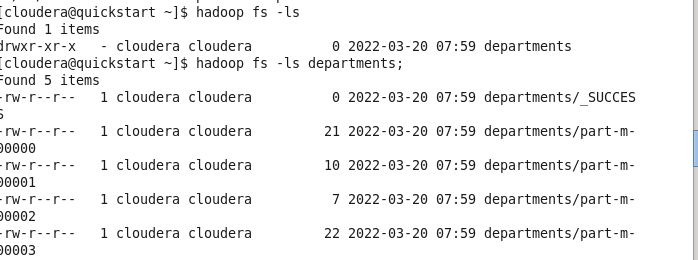 [cloudera@quickstart ~]$ hadoop fs -ls
Found 1 items
drwxr-xr-x   - cloudera cloudera          0 2022-03-20 07:59 departments
[cloudera@quickstart ~]$ hadoop fs -ls departments;
Found 5 items
-rw-r--r--   1 cloudera cloudera          0 2022-03-20 07:59 departments/_SUCCES
S
-rw-r--r--   1 cloudera cloudera         21 2022-03-20 07:59 departments/part-m-
00000
-rw-r--r--   1 cloudera cloudera         10 2022-03-20 07:59 departments/part-m-
00001
-rw-r--r--   1 cloudera cloudera          7 2022-03-20 07:59 departments/part-m-
00002
-rw-r--r--   1 cloudera cloudera         22 2022-03-20 07:59 departments/part-m-
00003